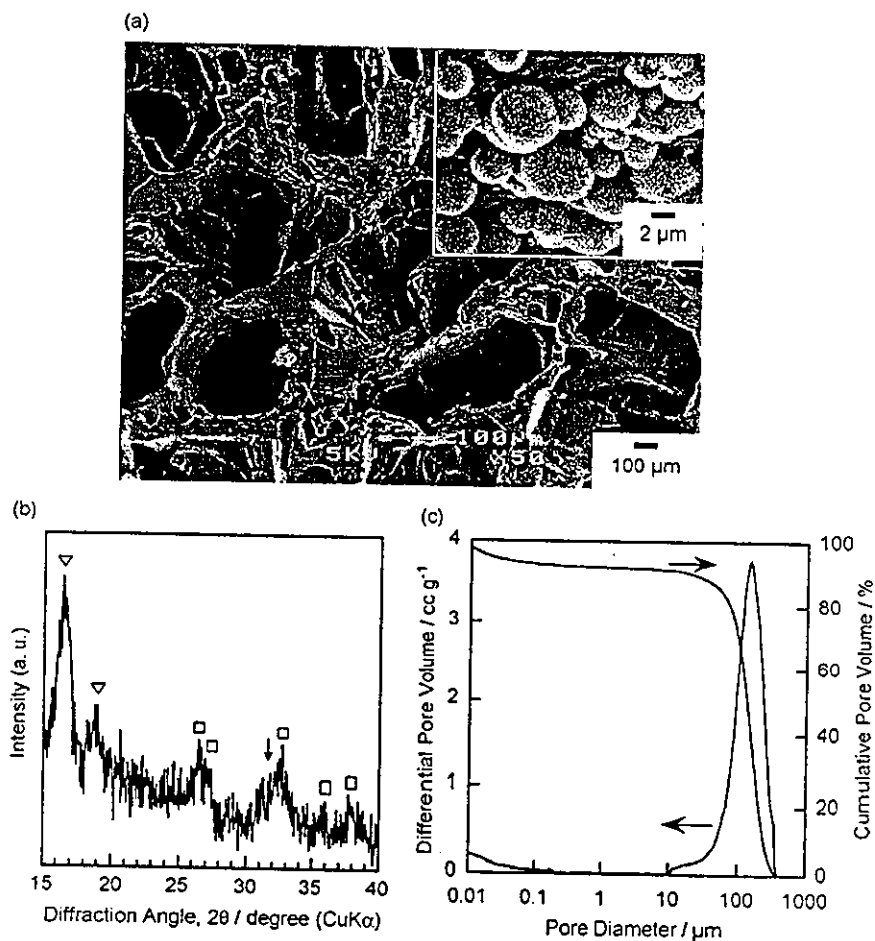 (a)
2 μm
100μm
5KU
X50
100 μm
(b)
Intensity (a. u.)
15 20 25 30 35 40
Diffraction Angle, 2θ / degree (CuKα)
(c)
Differential Pore Volume / cc g⁻¹
4
3
2
1
0
100
80
60
40
20
0
Cumulative Pore Volume / %
0.01 0.1 1 10 100 1000
Pore Diameter / μm